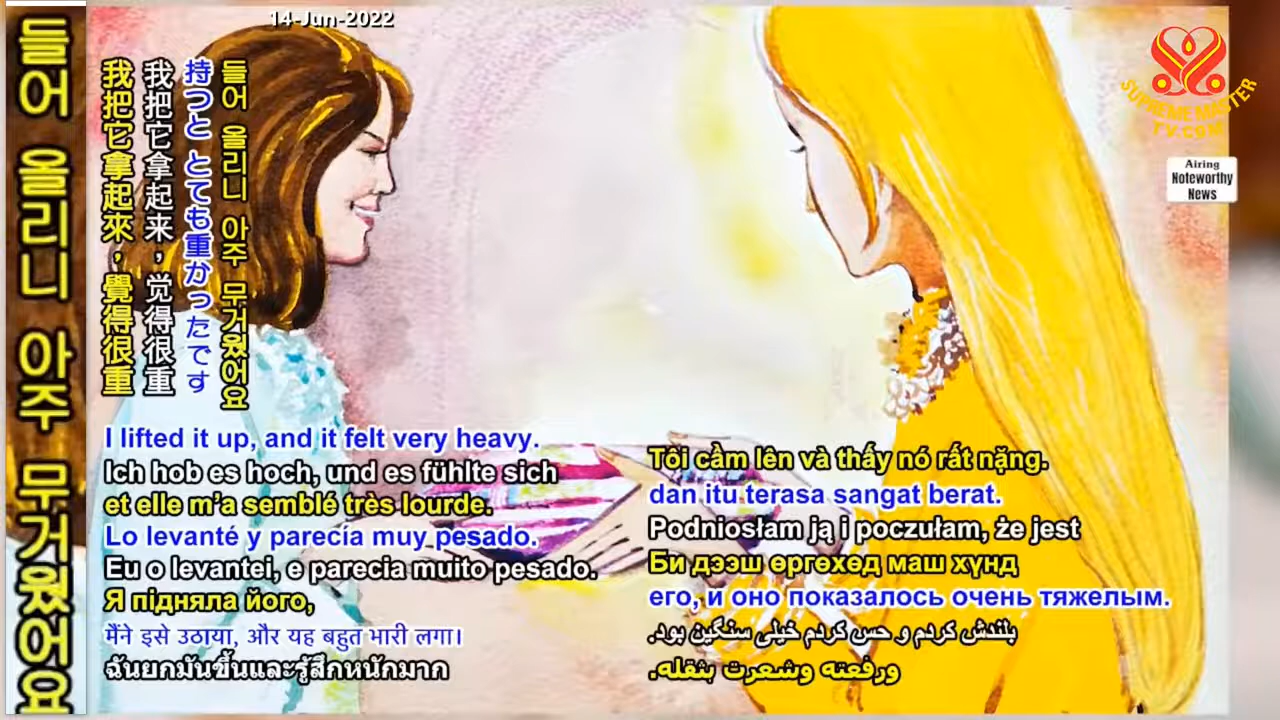 14-Jun-2022
들어 올리니 아주 무거웠어요
我把它拿起來，覺得很重
我把它拿起来，觉得很重
持つと とても重かったです
들어 올리니 아주 무거웠어요
SUPREME MASTER
TV.COM
Airing
Noteworthy
News
I lifted it up, and it felt very heavy.
Ich hob es hoch, und es fühlte sich
et elle m’a semblé très lourde.
Lo levanté y parecía muy pesado.
Eu o levantei, e parecia muito pesado.
Я підняла його,
मैंने इसे उठाया, और यह बहुत भारी लगा।
ฉันยกมันขึ้นและรู้สึกหนักมาก
Tôi cầm lên và thấy nó rất nặng.
dan itu terasa sangat berat.
Podniosłam ją i poczułam, że jest
Би дээш өргөхөд маш хүнд
его, и оно показалось очень тяжелым.
بلندش کردم و حس کردم خیلی سنگین بود.
ورفعته وشعرت بثقله.